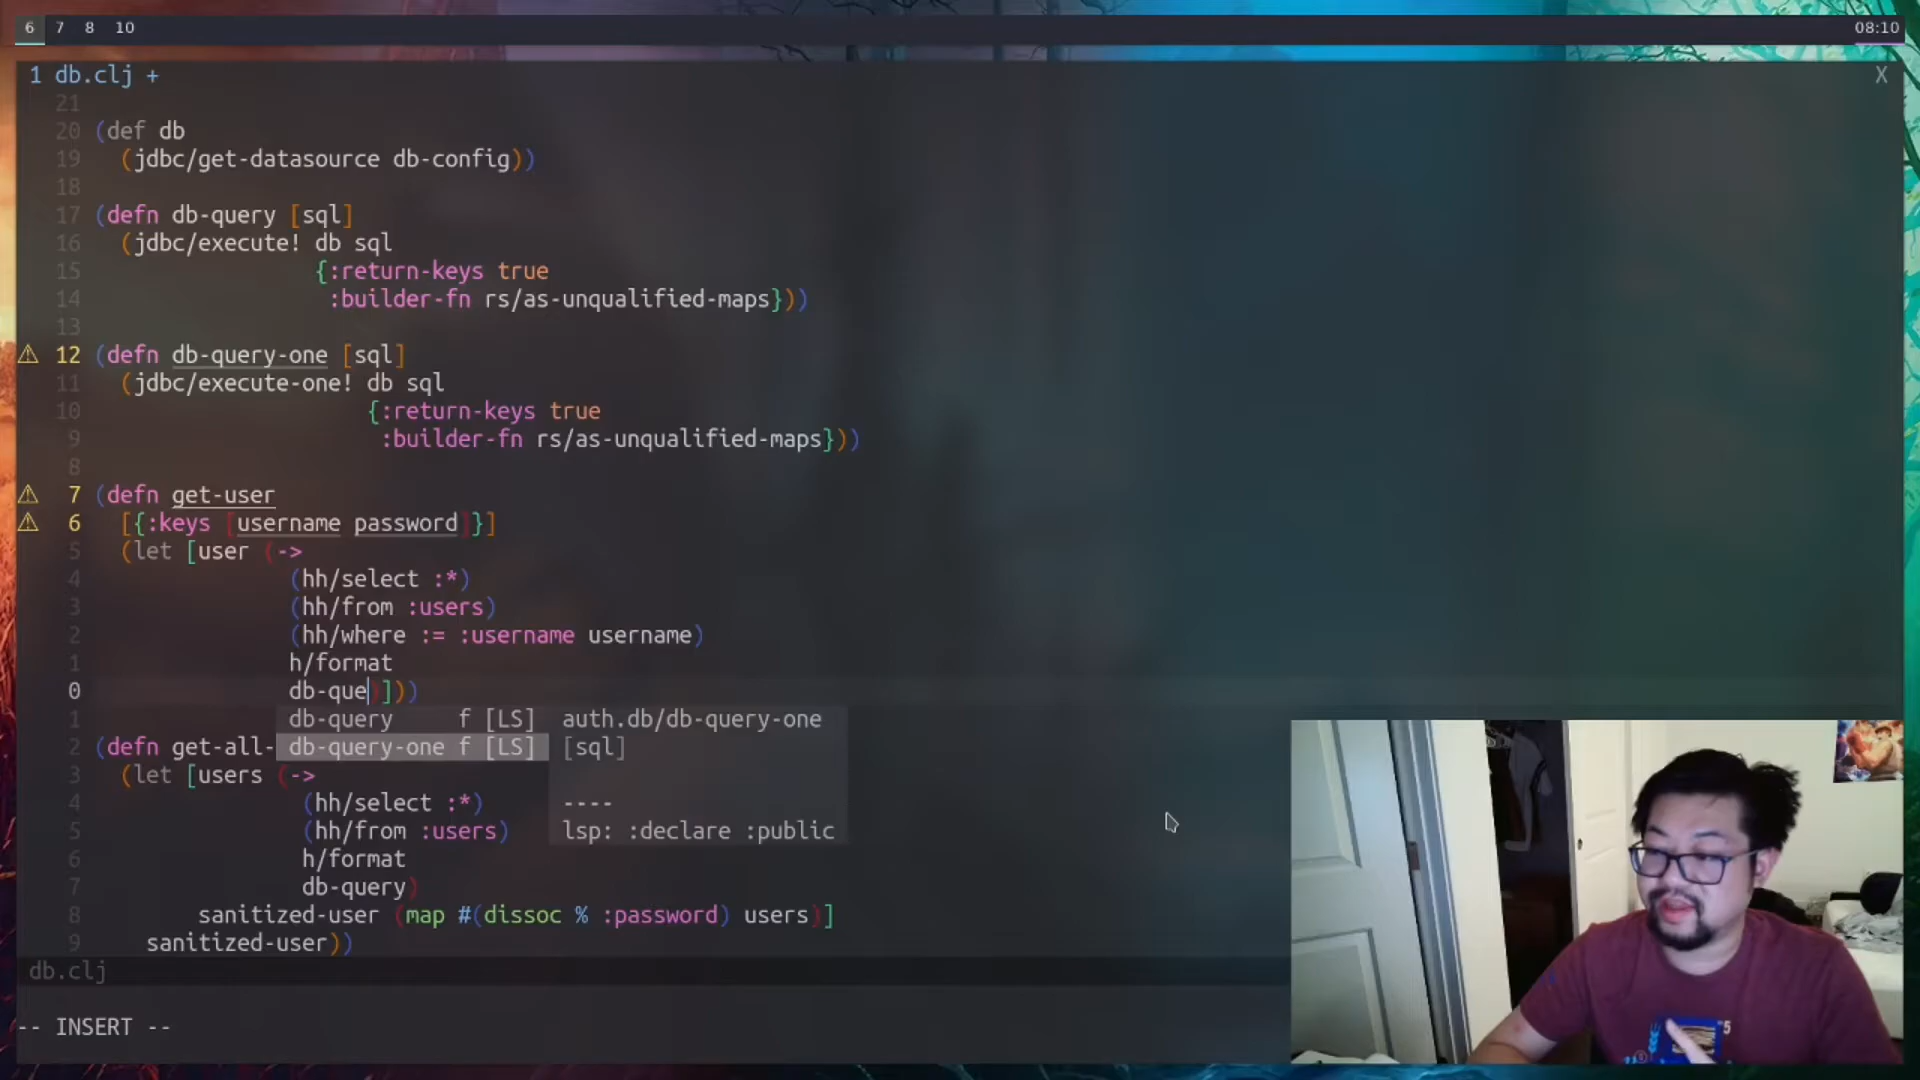 6 7 8 10 08:10
1 db.clj + X
21
20 (def db
19 (jdbc/get-datasource db-config))
18
17 (defn db-query [sql]
16 (jdbc/execute! db sql
15 {:return-keys true
14 :builder-fn rs/as-unqualified-maps}))
13
⚠ 12 (defn db-query-one [sql]
11 (jdbc/execute-one! db sql
10 {:return-keys true
9 :builder-fn rs/as-unqualified-maps}))
8
⚠ 7 (defn get-user
⚠ 6 [{:keys [username password]}]
5 (let [user (->
4 (hh/select :*)
3 (hh/from :users)
2 (hh/where := :username username)
1 h/format
0 db-que)]))
1 db-query f [LS] auth.db/db-query-one
2 (defn get-all- db-query-one f [LS] [sql]
3 (let [users (->
4 (hh/select :*) ----
5 (hh/from :users) lsp: :declare :public
6 h/format
7 db-query)
8 sanitized-user (map #(dissoc % :password) users)]
9 sanitized-user))
db.clj
-- INSERT --